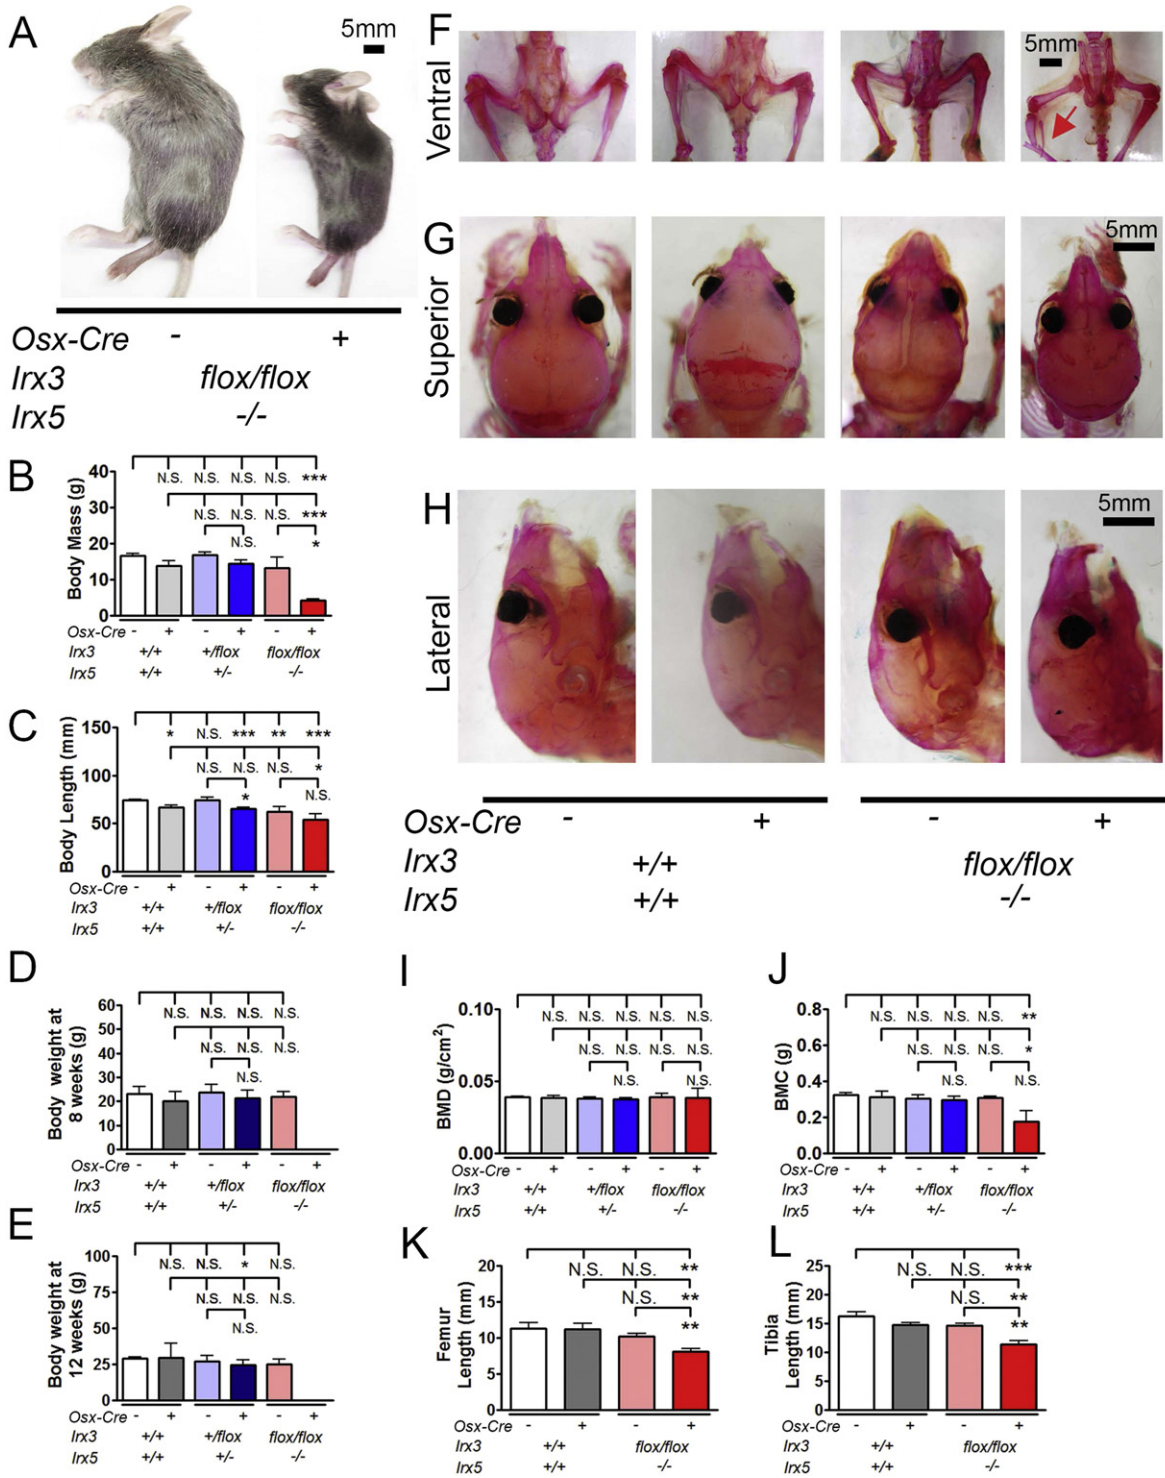 A
5mm
Osx-Cre - +
Irx3 flox/flox
Irx5 -/-
B
Body Mass (g)
40
30
20
10
0
N.S. N.S. N.S. N.S. ***
N.S. N.S. N.S. ***
N.S. *
Osx-Cre - + - + - +
Irx3 +/+ +/flox flox/flox
Irx5 +/+ +/- -/-
C
Body Length (mm)
150
100
50
0
* N.S. *** ** ***
N.S. N.S. N.S. *
* N.S.
Osx-Cre - + - + - +
Irx3 +/+ +/flox flox/flox
Irx5 +/+ +/- -/-
D
Body weight at
8 weeks (g)
60
50
40
30
20
10
0
N.S. N.S. N.S. N.S.
N.S. N.S. N.S.
N.S.
Osx-Cre - + - + - +
Irx3 +/+ +/flox flox/flox
Irx5 +/+ +/- -/-
E
Body weight at
12 weeks (g)
100
75
50
25
0
N.S. N.S. * N.S.
N.S. N.S. N.S.
N.S.
Osx-Cre - + - + - +
Irx3 +/+ +/flox flox/flox
Irx5 +/+ +/- -/-
F
Ventral
5mm
G
Superior
5mm
H
Lateral
5mm
Osx-Cre - + - +
Irx3 +/+ flox/flox
Irx5 +/+ -/-
I
BMD (g/cm²)
0.10
0.05
0.00
N.S. N.S. N.S. N.S. N.S.
N.S. N.S. N.S. N.S.
N.S. N.S.
Osx-Cre - + - + - +
Irx3 +/+ +/flox flox/flox
Irx5 +/+ +/- -/-
J
BMC (g)
0.8
0.6
0.4
0.2
0.0
N.S. N.S. N.S. N.S. **
N.S. N.S. N.S. *
N.S. N.S.
Osx-Cre - + - + - +
Irx3 +/+ +/flox flox/flox
Irx5 +/+ +/- -/-
K
Femur
Length (mm)
20
15
10
5
0
N.S. N.S. **
N.S. **
**
Osx-Cre - + - +
Irx3 +/+ flox/flox
Irx5 +/+ -/-
L
Tibia
Length (mm)
25
20
15
10
5
0
N.S. N.S. ***
N.S. **
**
Osx-Cre - + - +
Irx3 +/+ flox/flox
Irx5 +/+ -/-